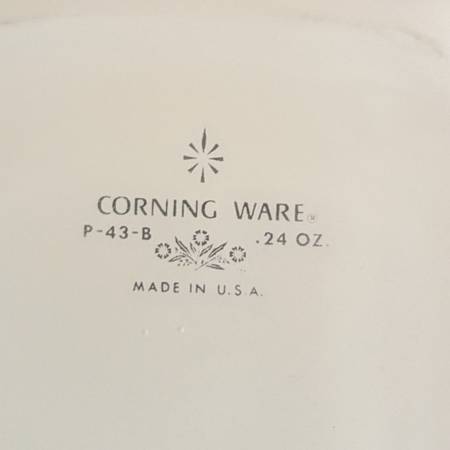 CORNING WARE®
P-43-B .24 OZ.
MADE IN U.S.A.